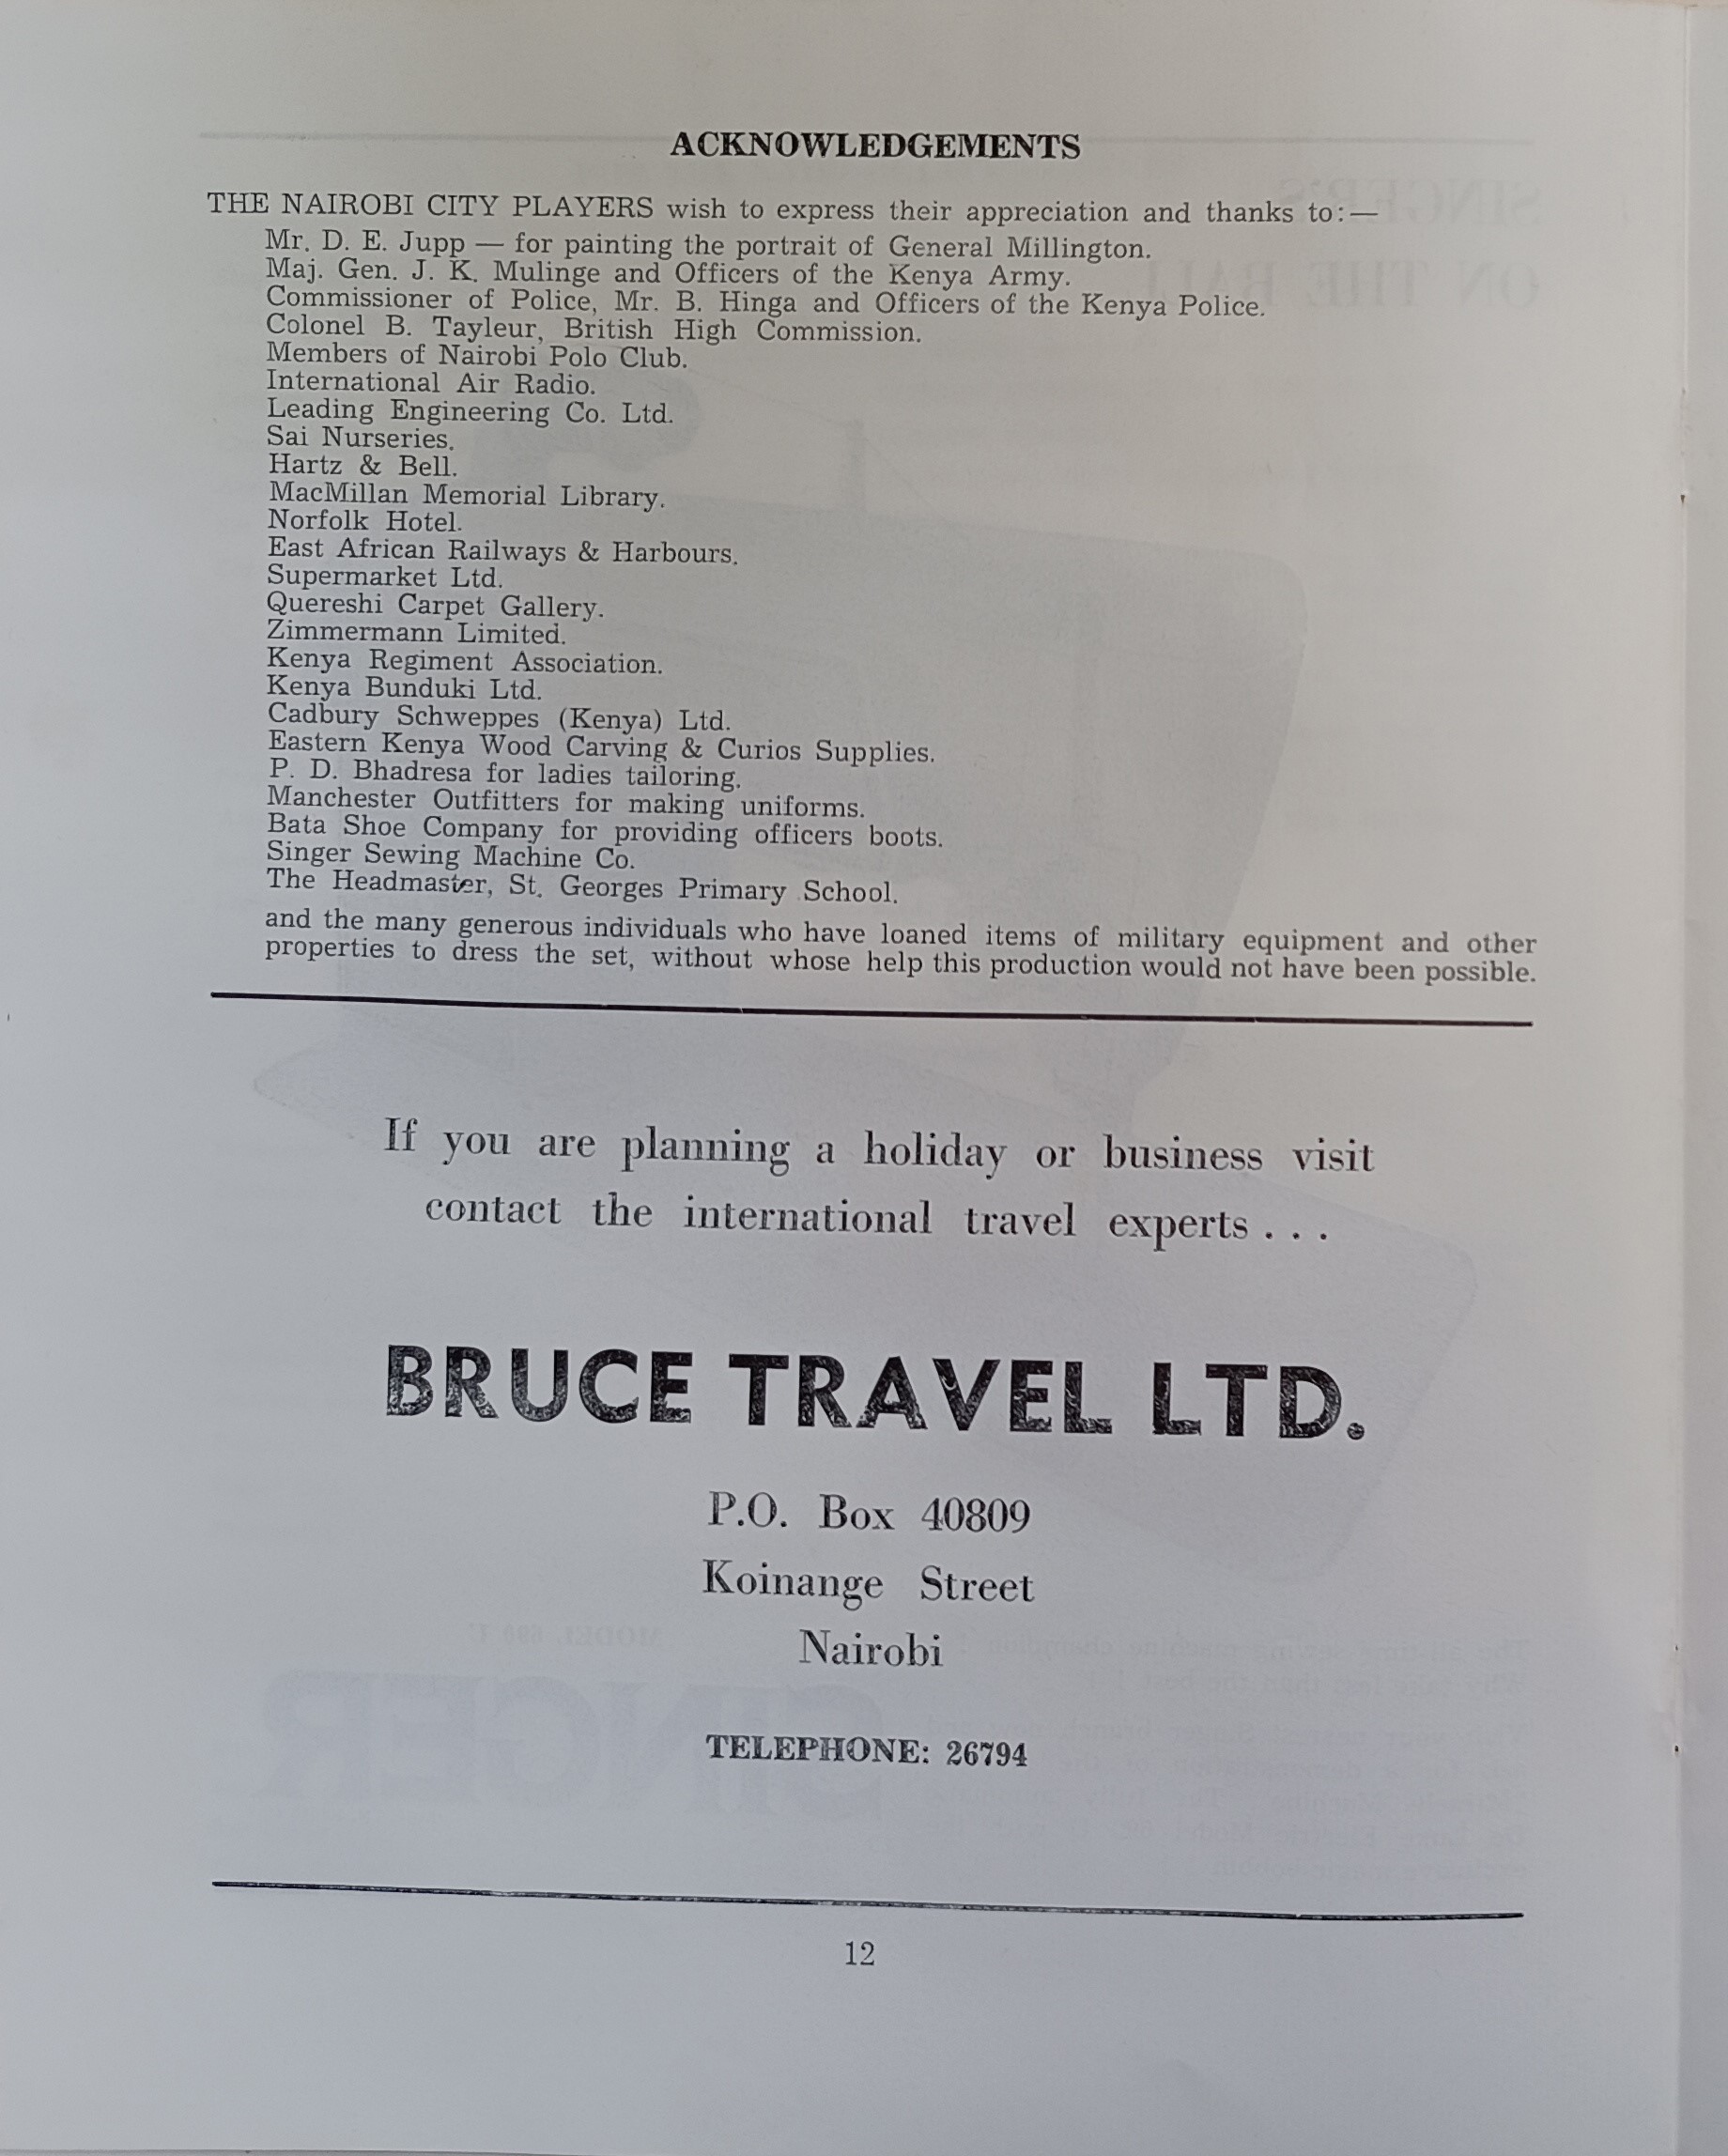 ACKNOWLEDGEMENTS
THE NAIROBI CITY PLAYERS wish to express their appreciation and thanks to:—
Mr. D. E. Jupp — for painting the portrait of General Millington.
Maj. Gen. J. K. Mulinge and Officers of the Kenya Army.
Commissioner of Police, Mr. B. Hinga and Officers of the Kenya Police.
Colonel B. Tayleur, British High Commission.
Members of Nairobi Polo Club.
International Air Radio.
Leading Engineering Co. Ltd.
Sai Nurseries.
Hartz & Bell.
MacMillan Memorial Library.
Norfolk Hotel.
East African Railways & Harbours.
Supermarket Ltd.
Quereshi Carpet Gallery.
Zimmermann Limited.
Kenya Regiment Association.
Kenya Bunduki Ltd.
Cadbury Schweppes (Kenya) Ltd.
Eastern Kenya Wood Carving & Curios Supplies.
P. D. Bhadresa for ladies tailoring.
Manchester Outfitters for making uniforms.
Bata Shoe Company for providing officers boots.
Singer Sewing Machine Co.
The Headmaster, St. Georges Primary School.
and the many generous individuals who have loaned items of military equipment and other
properties to dress the set, without whose help this production would not have been possible.
If you are planning a holiday or business visit
contact the international travel experts . . .
BRUCE TRAVEL LTD.
P.O. Box 40809
Koinange Street
Nairobi
TELEPHONE: 26794
12